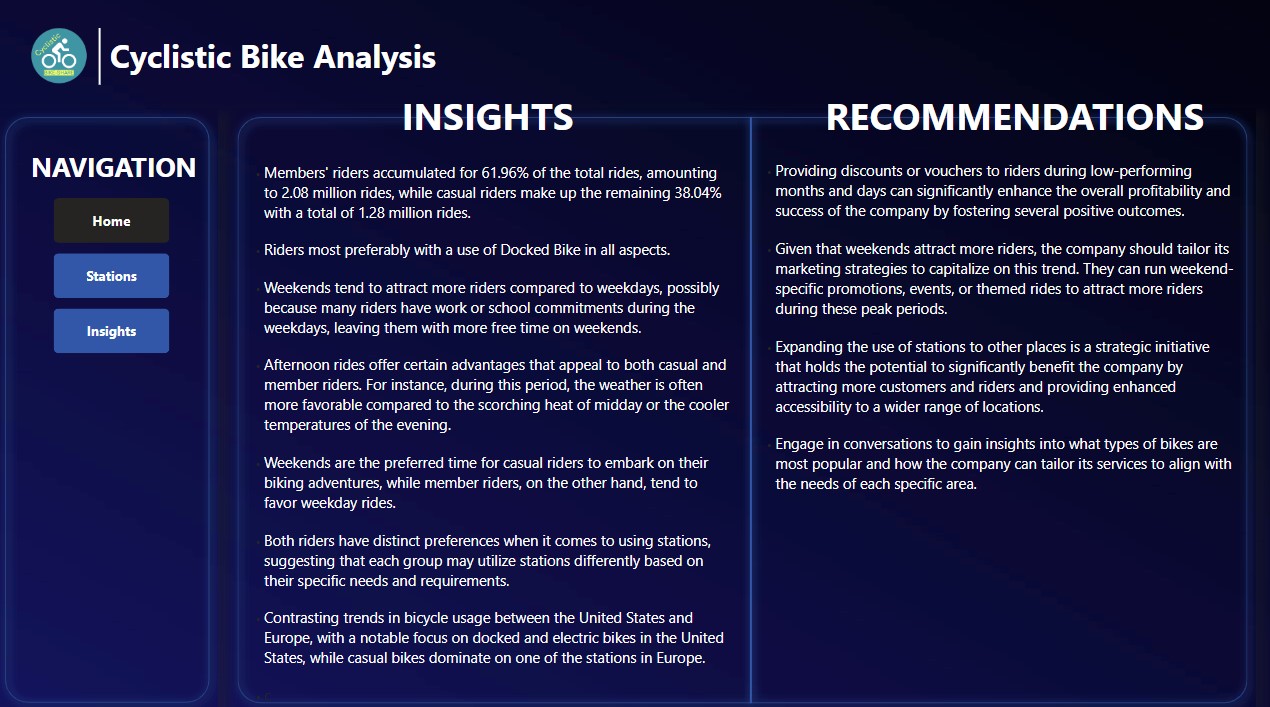 Cyclistic
BIKE-SHARE
Cyclistic Bike Analysis
NAVIGATION
Home
Stations
Insights
INSIGHTS
Members' riders accumulated for 61.96% of the total rides, amounting
to 2.08 million rides, while casual riders make up the remaining 38.04%
with a total of 1.28 million rides.
Riders most preferably with a use of Docked Bike in all aspects.
Weekends tend to attract more riders compared to weekdays, possibly
because many riders have work or school commitments during the
weekdays, leaving them with more free time on weekends.
Afternoon rides offer certain advantages that appeal to both casual and
member riders. For instance, during this period, the weather is often
more favorable compared to the scorching heat of midday or the cooler
temperatures of the evening.
Weekends are the preferred time for casual riders to embark on their
biking adventures, while member riders, on the other hand, tend to
favor weekday rides.
Both riders have distinct preferences when it comes to using stations,
suggesting that each group may utilize stations differently based on
their specific needs and requirements.
Contrasting trends in bicycle usage between the United States and
Europe, with a notable focus on docked and electric bikes in the United
States, while casual bikes dominate on one of the stations in Europe.
RECOMMENDATIONS
Providing discounts or vouchers to riders during low-performing
months and days can significantly enhance the overall profitability and
success of the company by fostering several positive outcomes.
Given that weekends attract more riders, the company should tailor its
marketing strategies to capitalize on this trend. They can run weekend-
specific promotions, events, or themed rides to attract more riders
during these peak periods.
Expanding the use of stations to other places is a strategic initiative
that holds the potential to significantly benefit the company by
attracting more customers and riders and providing enhanced
accessibility to a wider range of locations.
Engage in conversations to gain insights into what types of bikes are
most popular and how the company can tailor its services to align with
the needs of each specific area.